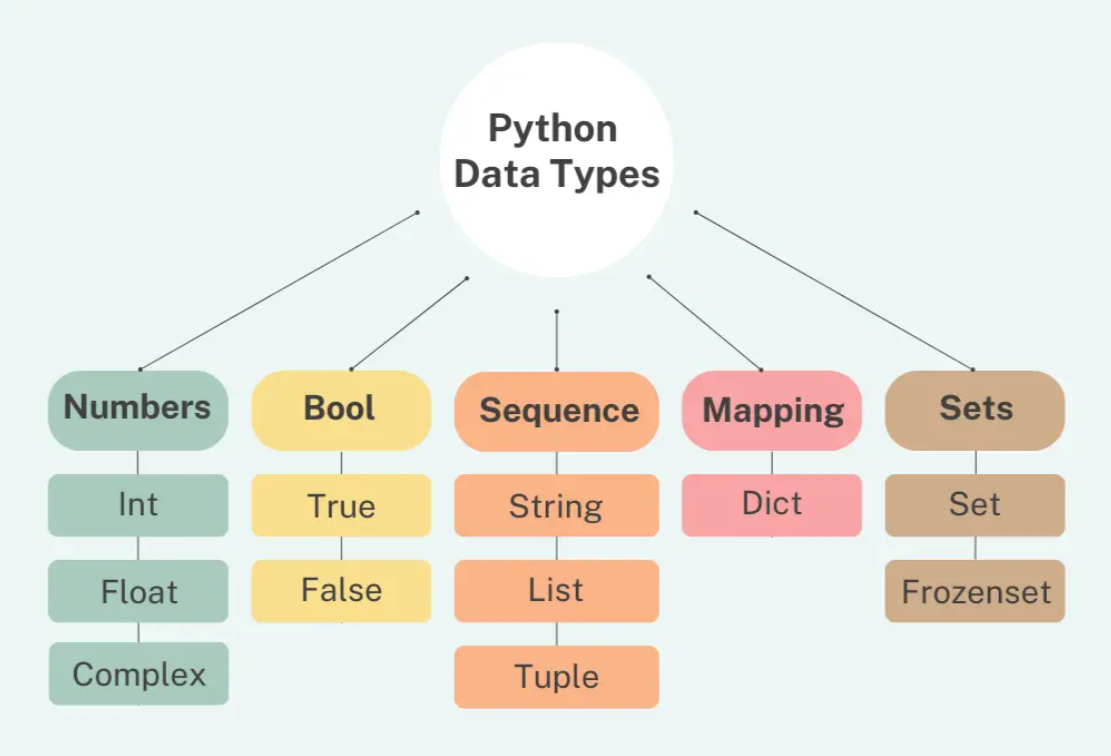 Python
Data Types
Numbers
Bool
Sequence
Mapping
Sets
Int
True
String
Dict
Set
Float
False
List
Frozenset
Complex
Tuple